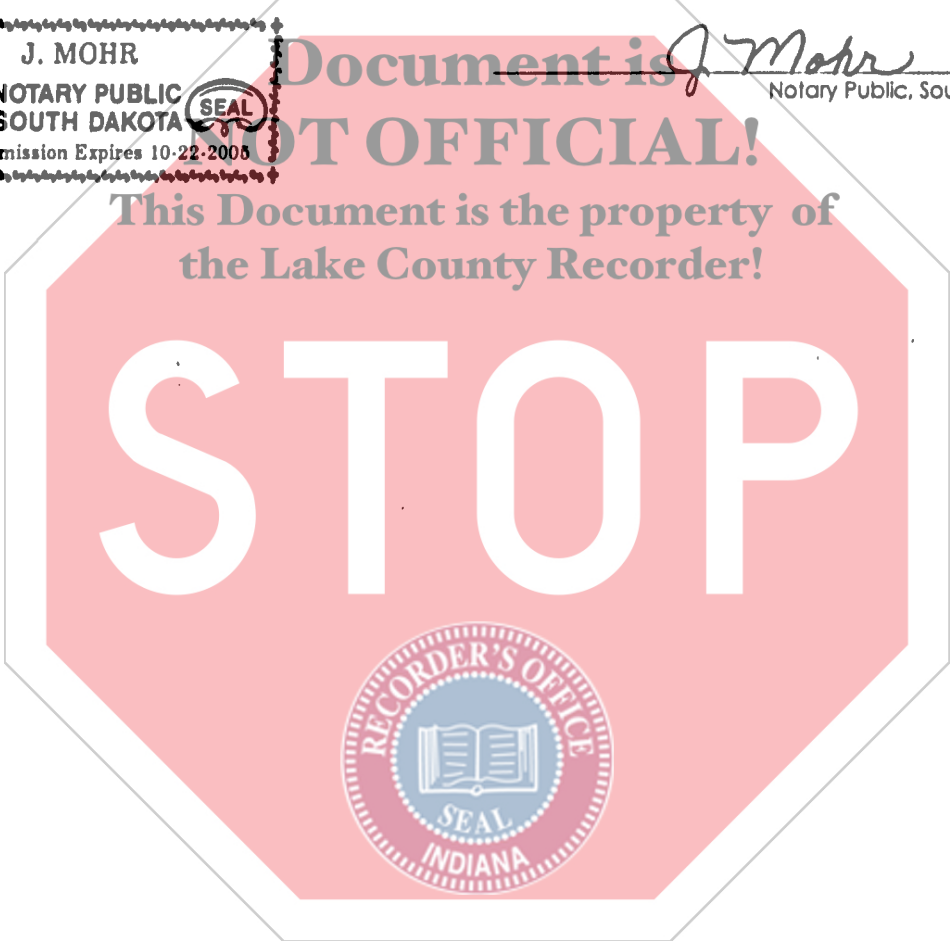 J. MOHR
NOTARY PUBLIC
SOUTH DAKOTA
SEAL
mission Expires 10-22-2005
J Mohr
Notary Public, Sou
Document is
NOT OFFICIAL!
This Document is the property of
the Lake County Recorder!
STOP
RECORDER'S OFFICE
SEAL
INDIANA